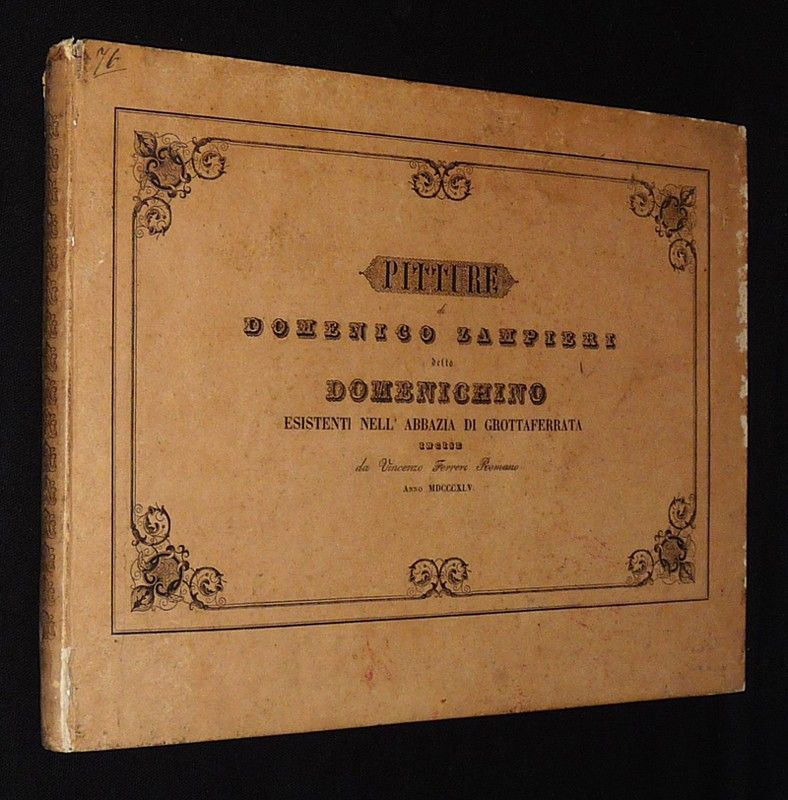 76
PITTURE
di
DOMENICO ZAMPIERI
detto
DOMENICHINO
ESISTENTI NELL' ABBAZIA DI GROTTAFERRATA
INCISE
da Vincenzo Ferreri Romano
ANNO MDCCCXLV.